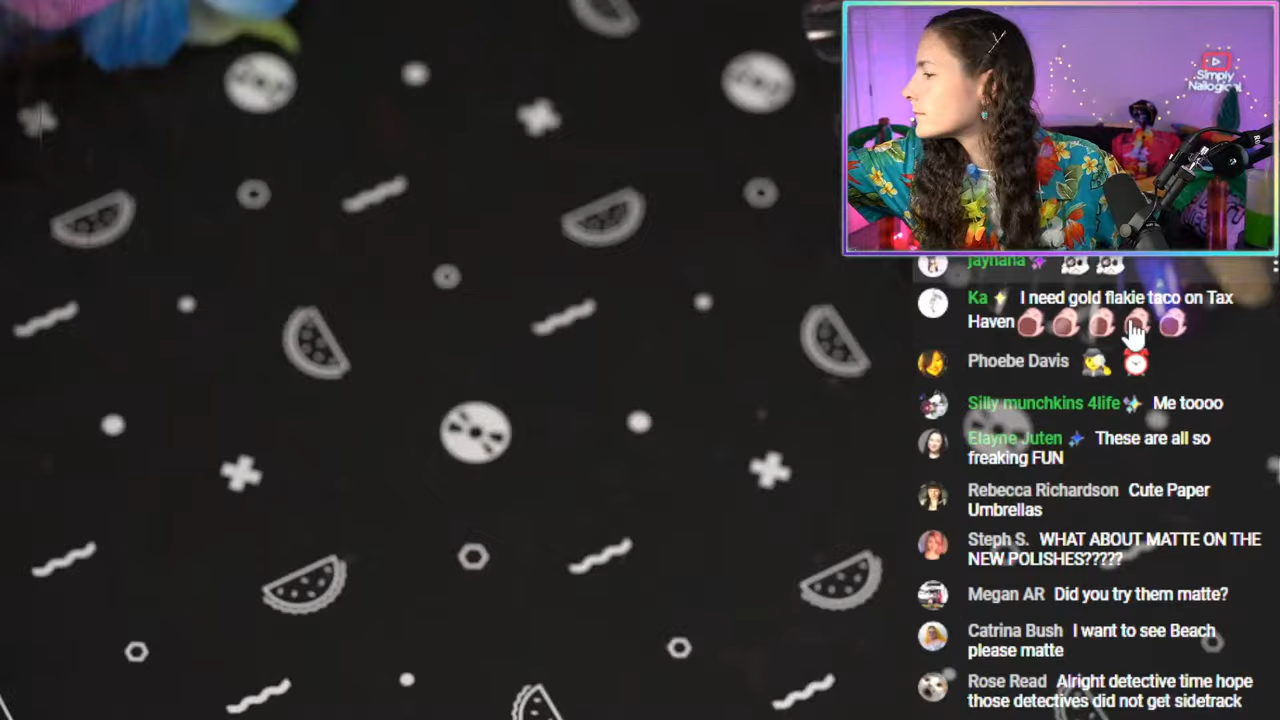 Simply
Nailogical
jaynana
Ka I need gold flakie taco on Tax
Haven
Phoebe Davis
Silly munchkins 4life Me toooo
Elayne Juten These are all so
freaking FUN
Rebecca Richardson Cute Paper
Umbrellas
Steph S. WHAT ABOUT MATTE ON THE
NEW POLISHES?????
Megan AR Did you try them matte?
Catrina Bush I want to see Beach
please matte
Rose Read Alright detective time hope
those detectives did not get sidetrack